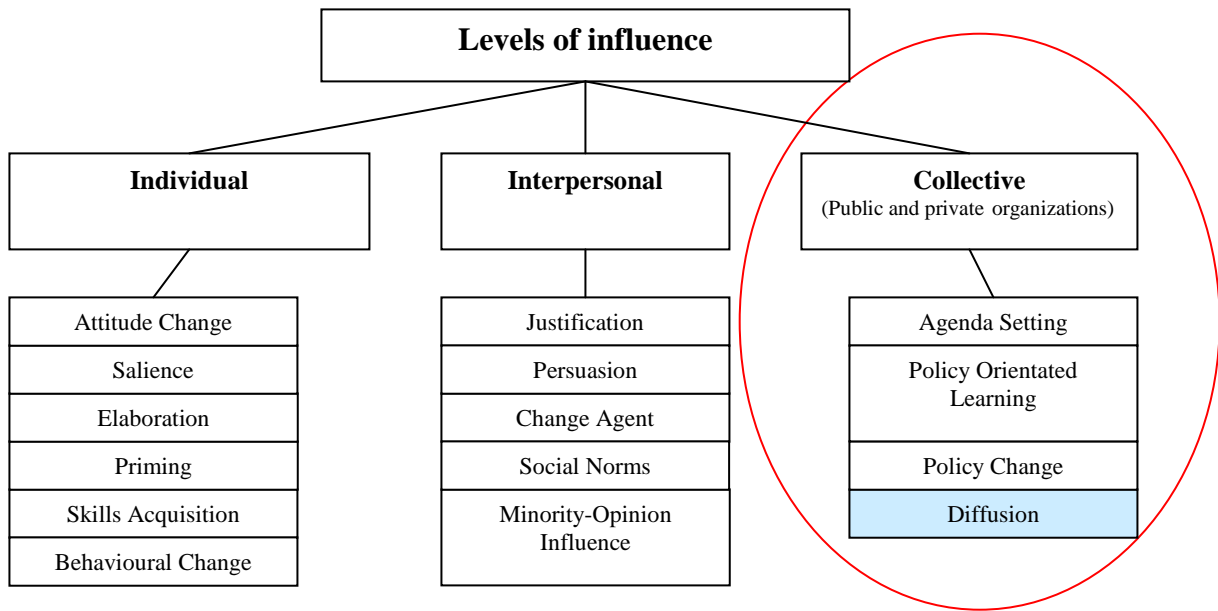 Levels of influence
Individual
Interpersonal
Collective
(Public and private organizations)
Attitude Change
Salience
Elaboration
Priming
Skills Acquisition
Behavioural Change
Justification
Persuasion
Change Agent
Social Norms
Minority-Opinion
Influence
Agenda Setting
Policy Orientated
Learning
Policy Change
Diffusion